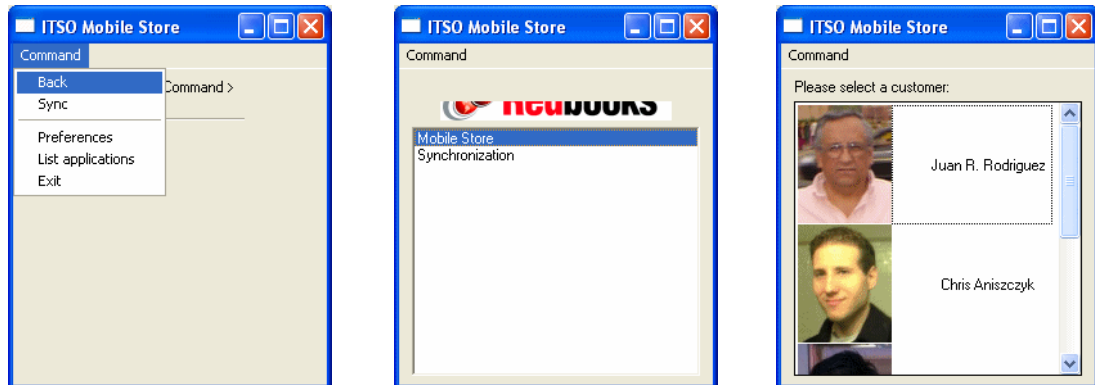 ITSO Mobile Store
Command
Back
Command >
Sync
Preferences
List applications
Exit
ITSO Mobile Store
Command
Redbooks
Mobile Store
Synchronization
ITSO Mobile Store
Command
Please select a customer:
Juan R. Rodriguez
Chris Aniszczyk